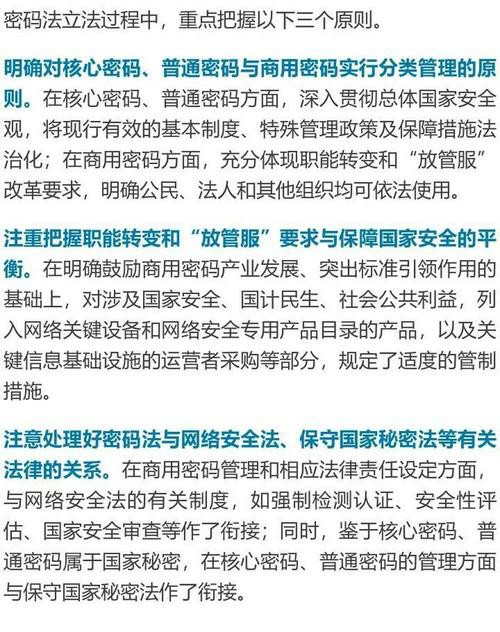 密码法立法过程中，重点把握以下三个原则。
明确对核心密码、普通密码与商用密码实行分类管理的原
则。在核心密码、普通密码方面，深入贯彻总体国家安全
观，将现行有效的基本制度、特殊管理政策及保障措施法
治化；在商用密码方面，充分体现职能转变和“放管服”
改革要求，明确公民、法人和其他组织均可依法使用。
注重把握职能转变和“放管服”要求与保障国家安全的平
衡。在明确鼓励商用密码产业发展、突出标准引领作用的
基础上，对涉及国家安全、国计民生、社会公共利益，列
入网络关键设备和网络安全专用产品目录的产品，以及关
键信息基础设施的运营者采购等部分，规定了适度的管制
措施。
注意处理好密码法与网络安全法、保守国家秘密法等有关
法律的关系。在商用密码管理和相应法律责任设定方面，
与网络安全法的有关制度，如强制检测认证、安全性评
估、国家安全审查等作了衔接；同时，鉴于核心密码、普
通密码属于国家秘密，在核心密码、普通密码的管理方面
与保守国家秘密法作了衔接。